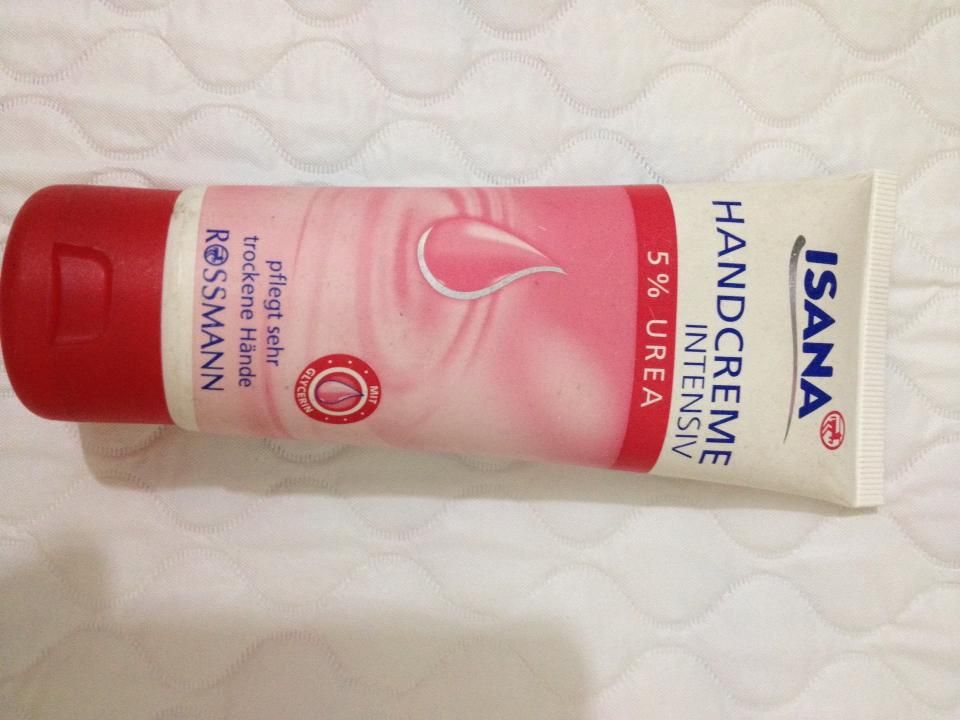 ISANA
HANDCREME
INTENSIV
5% UREA
MIT
GLYCERIN
pflegt sehr
trockene Hände
ROSSMANN